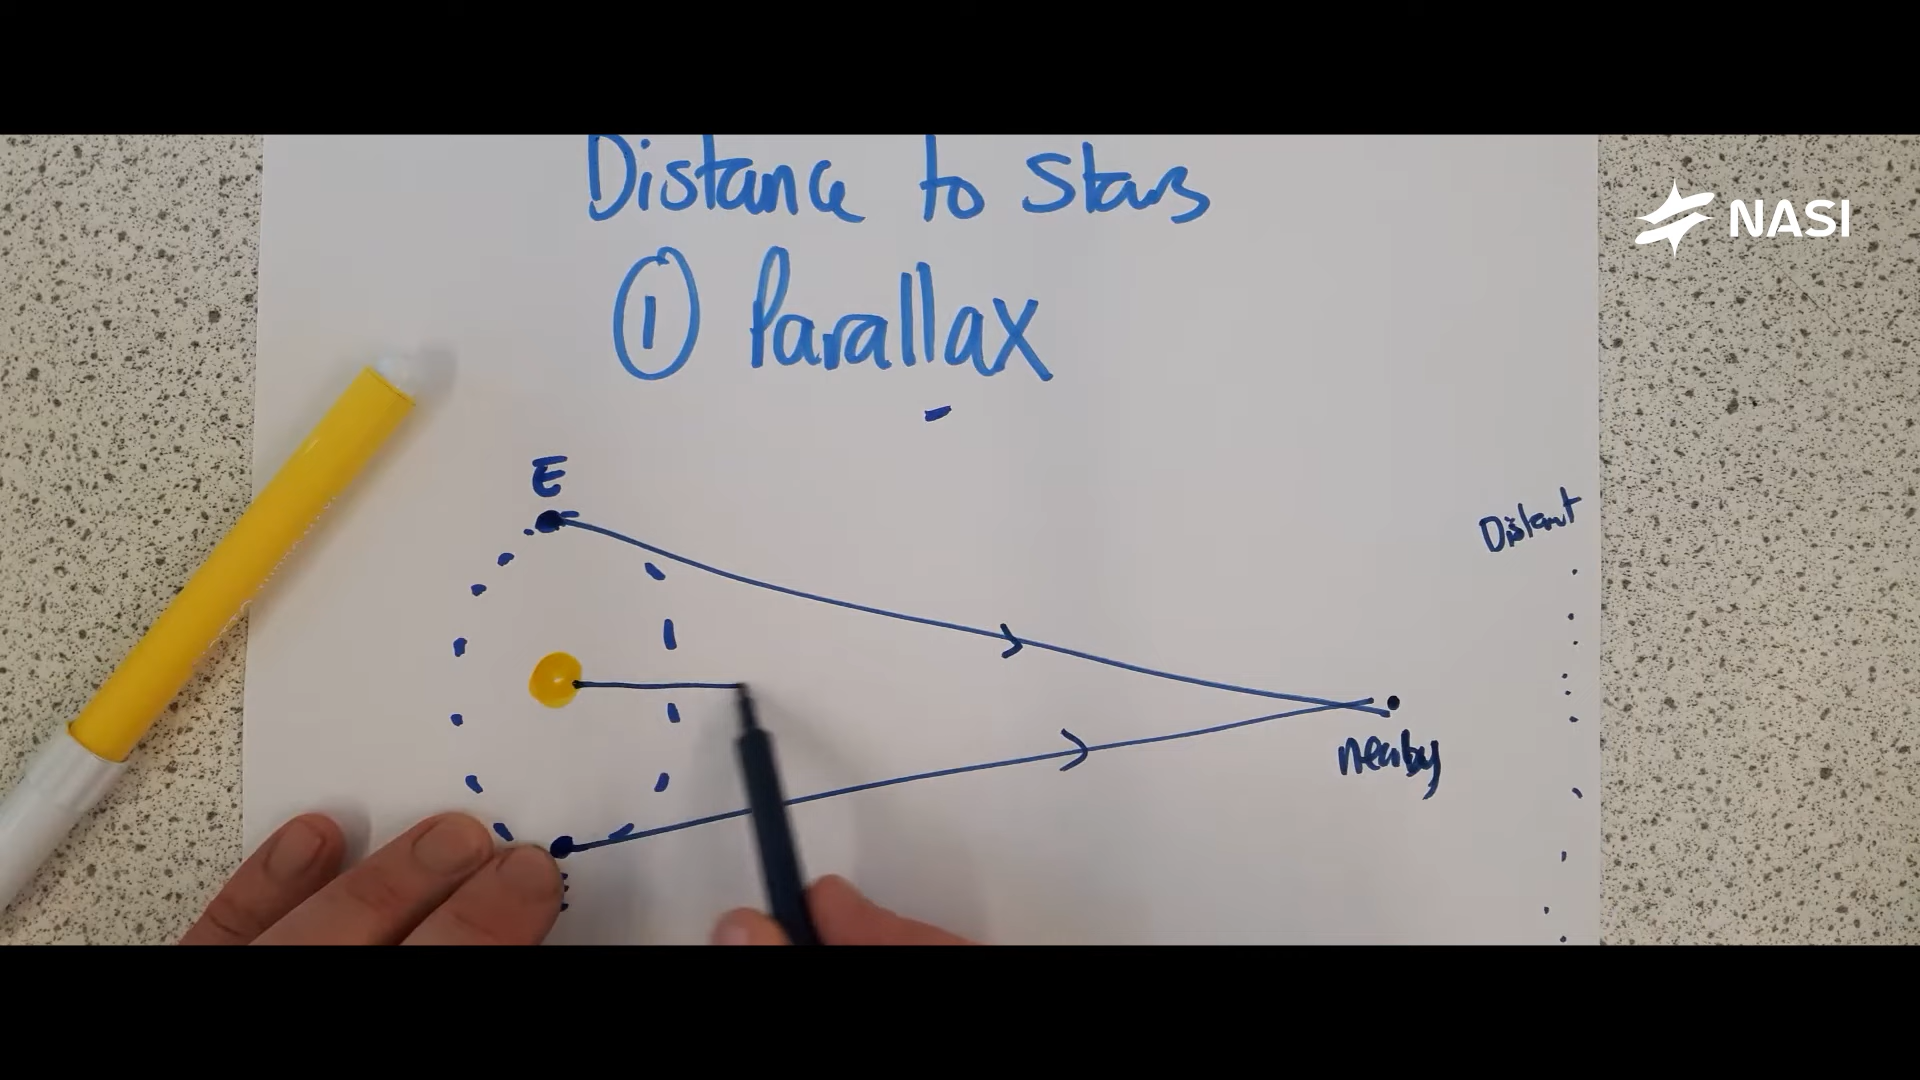 Distance to Stars
NASI
① Parallax
E
Distant
nearby